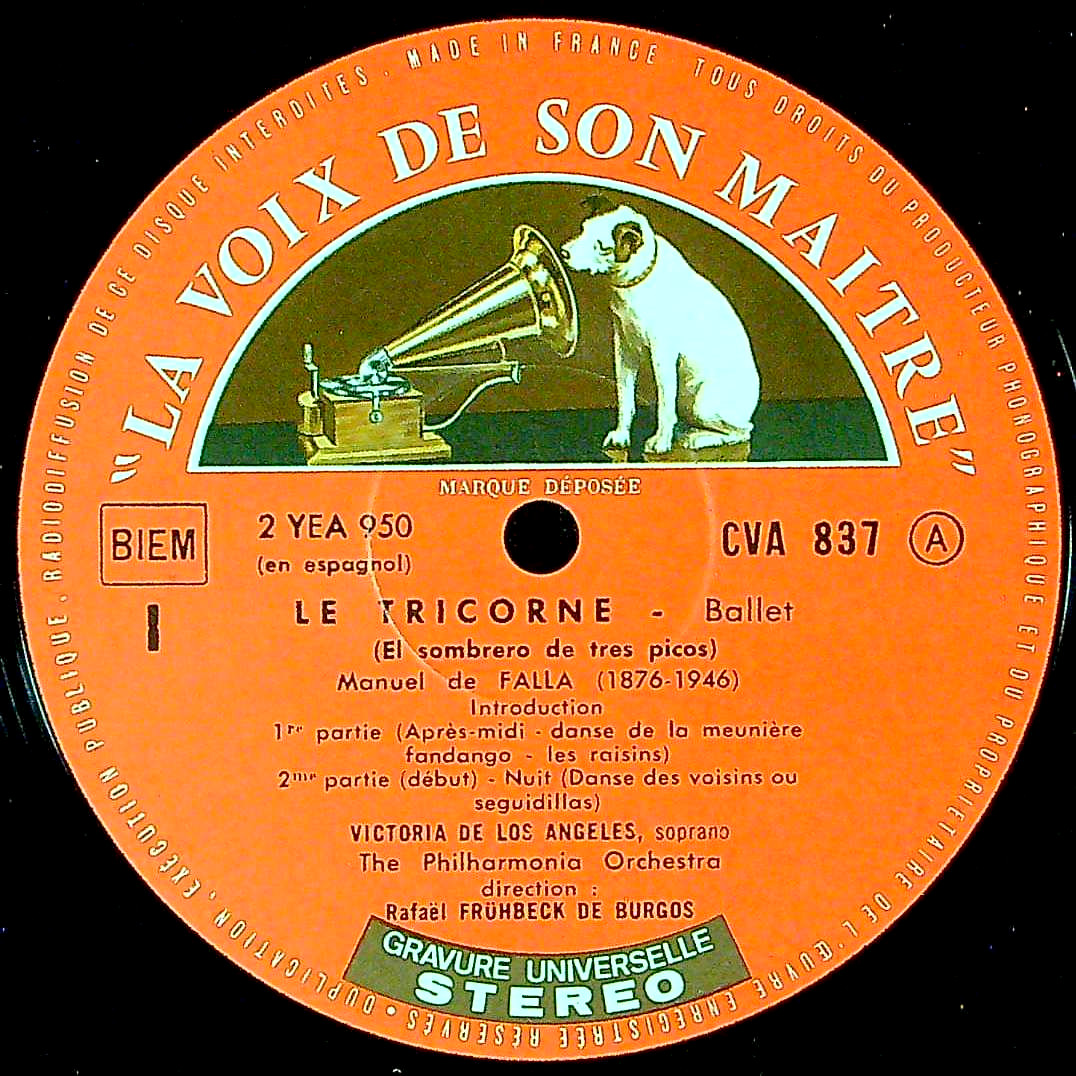 MADE IN FRANCE TOUS DROITS DU PRODUCTEUR PHONOGRAPHIQUE ET DU PROPRIETAIRE DE L'ŒUVRE ENREGISTRÉE RÉSERVÉS • DUPLICATION, EXÉCUTION PUBLIQUE, RADIODIFFUSION DE CE DISQUE INTERDITES .
"LA VOIX DE SON MAITRE"
MARQUE DÉPOSÉE
BIEM
2 YEA 950
(en espagnol)
CVA 837 A
I
LE TRICORNE - Ballet
(El sombrero de tres picos)
Manuel de FALLA (1876-1946)
Introduction
1re partie (Après-midi - danse de la meunière
fandango - les raisins)
2me partie (début) - Nuit (Danse des voisins ou
seguidillas)
VICTORIA DE LOS ANGELES, soprano
The Philharmonia Orchestra
direction :
Rafaël FRÜHBECK DE BURGOS
GRAVURE UNIVERSELLE
STEREO